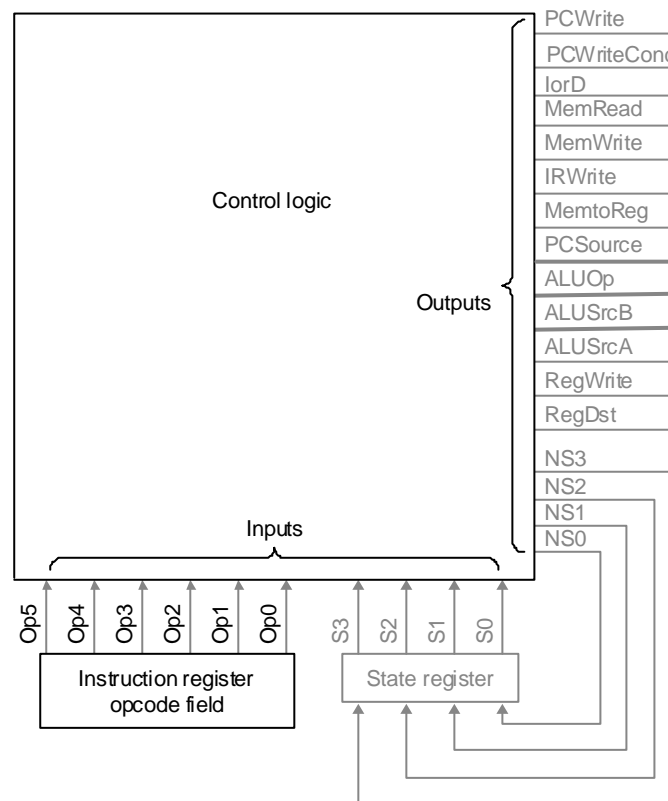 PCWrite
PCWriteCond
IorD
MemRead
MemWrite
IRWrite
MemtoReg
PCSource
ALUOp
ALUSrcB
ALUSrcA
RegWrite
RegDst
NS3
NS2
NS1
NS0
Control logic
Outputs
Inputs
Op5
Op4
Op3
Op2
Op1
Op0
S3
S2
S1
S0
Instruction register
opcode field
State register